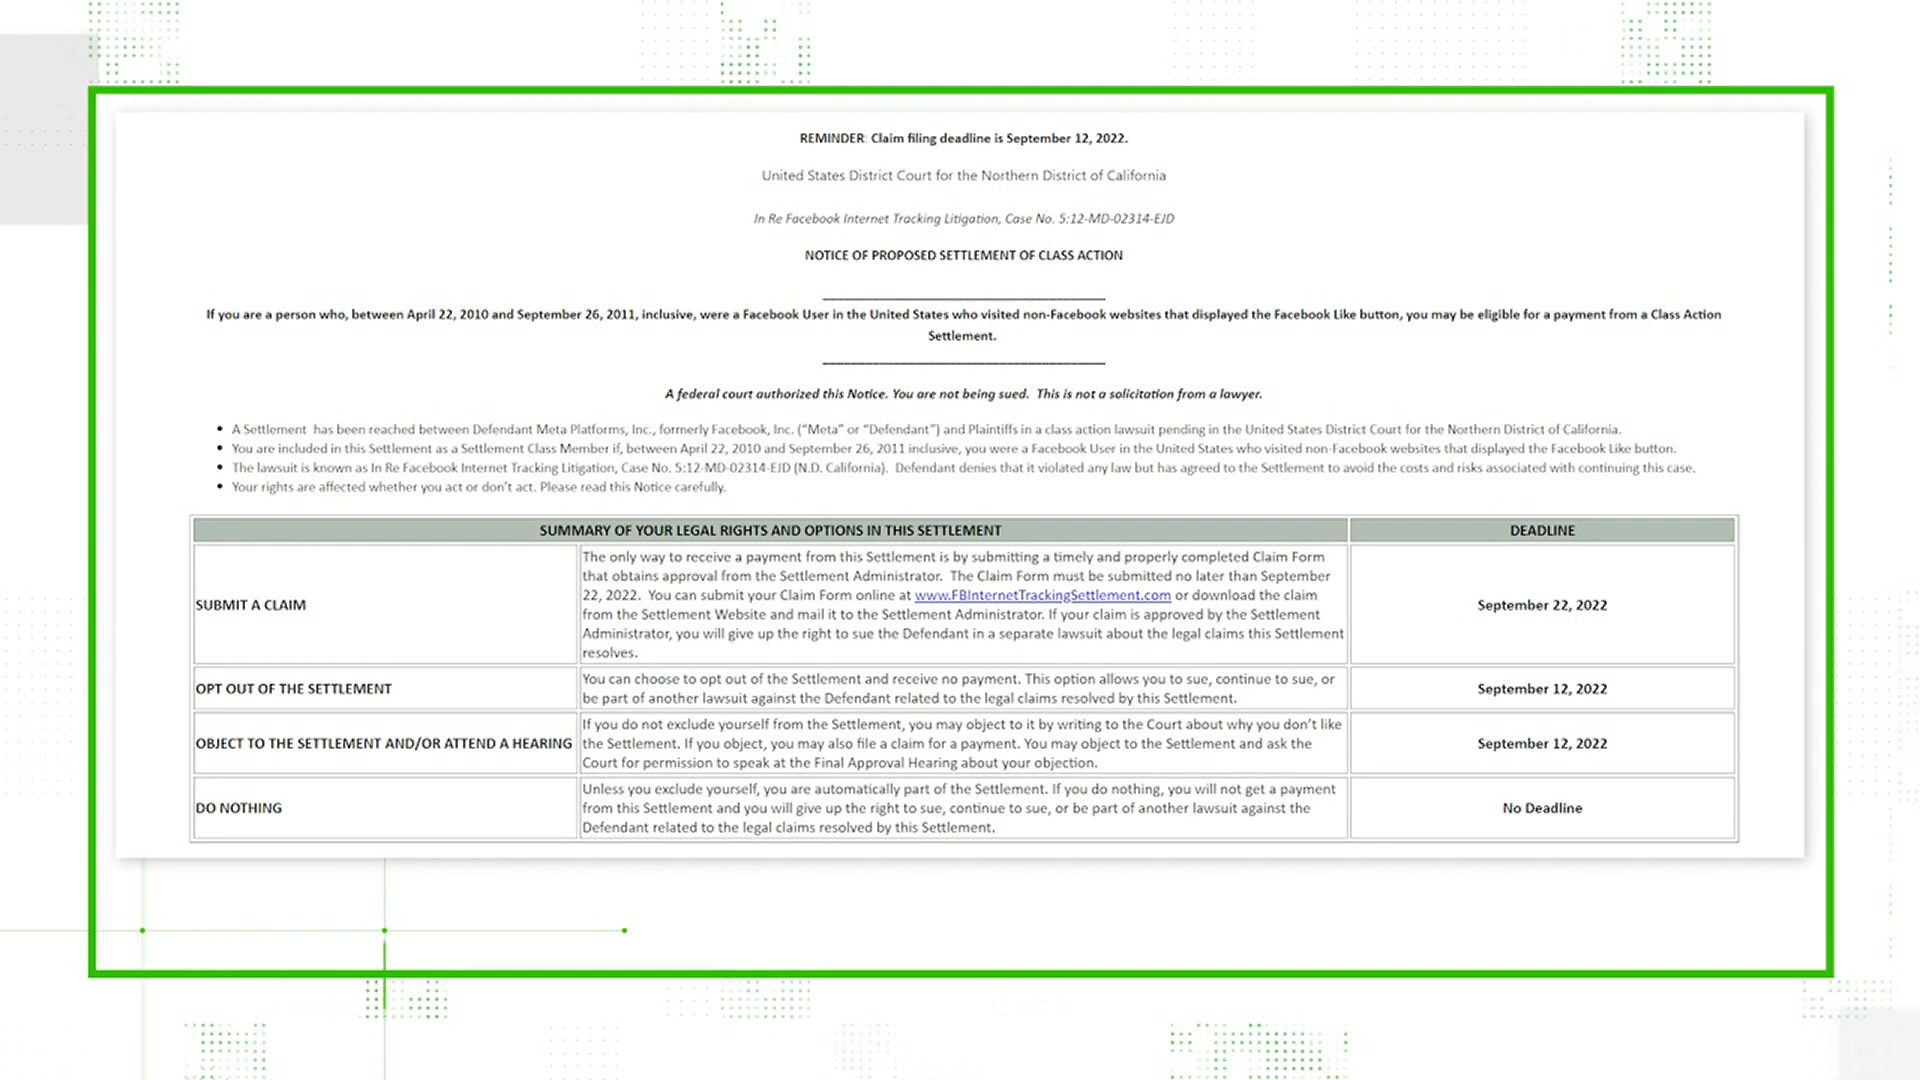 REMINDER: Claim filing deadline is September 12, 2022.
United States District Court for the Northern District of California
In Re Facebook Internet Tracking Litigation, Case No. 5:12-MD-02314-EJD
NOTICE OF PROPOSED SETTLEMENT OF CLASS ACTION
If you are a person who, between April 22, 2010 and September 26, 2011, inclusive, were a Facebook User in the United States who visited non-Facebook websites that displayed the Facebook Like button, you may be eligible for a payment from a Class Action
Settlement.
A federal court authorized this Notice. You are not being sued. This is not a solicitation from a lawyer.
• A Settlement has been reached between Defendant Meta Platforms, Inc., formerly Facebook, Inc. (“Meta” or “Defendant”) and Plaintiffs in a class action lawsuit pending in the United States District Court for the Northern District of California.
• You are included in this Settlement as a Settlement Class Member if, between April 22, 2010 and September 26, 2011 inclusive, you were a Facebook User in the United States who visited non-Facebook websites that displayed the Facebook Like button.
• The lawsuit is known as In Re Facebook Internet Tracking Litigation, Case No. 5:12-MD-02314-EJD (N.D. California). Defendant denies that it violated any law but has agreed to the Settlement to avoid the costs and risks associated with continuing this case.
• Your rights are affected whether you act or don’t act. Please read this Notice carefully.
SUMMARY OF YOUR LEGAL RIGHTS AND OPTIONS IN THIS SETTLEMENT
DEADLINE
SUBMIT A CLAIM
The only way to receive a payment from this Settlement is by submitting a timely and properly completed Claim Form
that obtains approval from the Settlement Administrator. The Claim Form must be submitted no later than September
22, 2022. You can submit your Claim Form online at www.FBInternetTrackingSettlement.com or download the claim
from the Settlement Website and mail it to the Settlement Administrator. If your claim is approved by the Settlement
Administrator, you will give up the right to sue the Defendant in a separate lawsuit about the legal claims this Settlement
resolves.
September 22, 2022
OPT OUT OF THE SETTLEMENT
You can choose to opt out of the Settlement and receive no payment. This option allows you to sue, continue to sue, or
be part of another lawsuit against the Defendant related to the legal claims resolved by this Settlement.
September 12, 2022
OBJECT TO THE SETTLEMENT AND/OR ATTEND A HEARING
If you do not exclude yourself from the Settlement, you may object to it by writing to the Court about why you don’t like
the Settlement. If you object, you may also file a claim for a payment. You may object to the Settlement and ask the
Court for permission to speak at the Final Approval Hearing about your objection.
September 12, 2022
DO NOTHING
Unless you exclude yourself, you are automatically part of the Settlement. If you do nothing, you will not get a payment
from this Settlement and you will give up the right to sue, continue to sue, or be part of another lawsuit against the
Defendant related to the legal claims resolved by this Settlement.
No Deadline